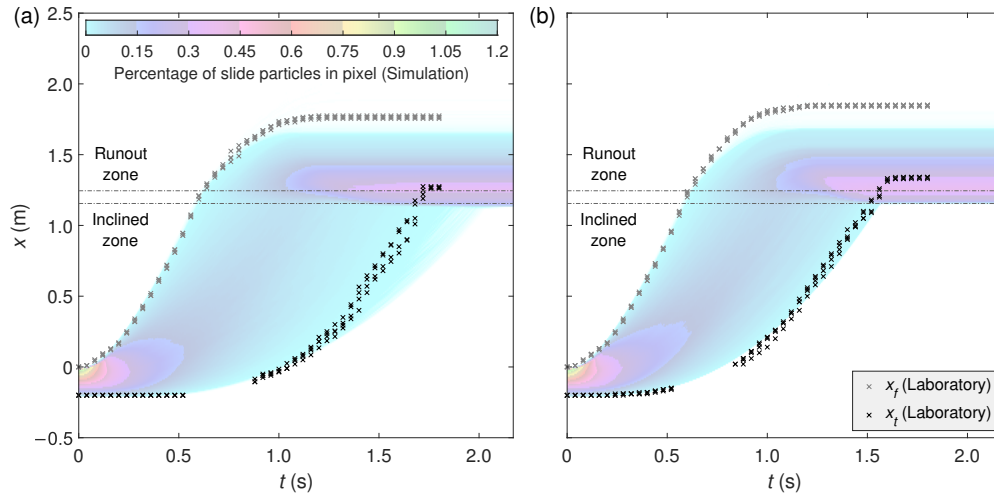 (a)
(b)
2.5
2.0
1.5
1.0
0.5
0
−0.5
x (m)
0 0.15 0.3 0.45 0.6 0.75 0.9 1.05 1.2
Percentage of slide particles in pixel (Simulation)
Runout
zone
Inclined
zone
0 0.5 1.0 1.5 2.0
t (s)
Runout
zone
Inclined
zone
× x_f (Laboratory)
× x_t (Laboratory)
0 0.5 1.0 1.5 2.0
t (s)